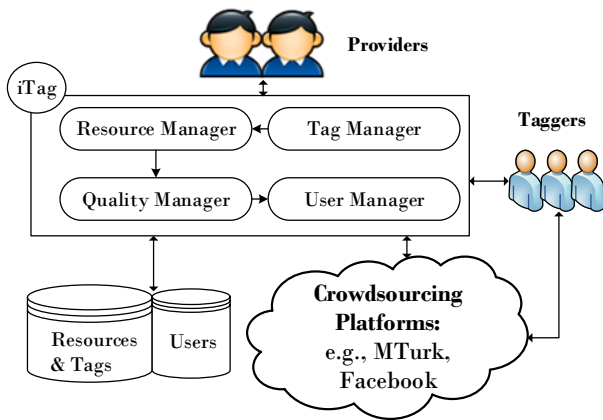 Providers
iTag
Resource Manager
Tag Manager
Taggers
Quality Manager
User Manager
Resources
& Tags
Users
Crowdsourcing
Platforms:
e.g., MTurk,
Facebook